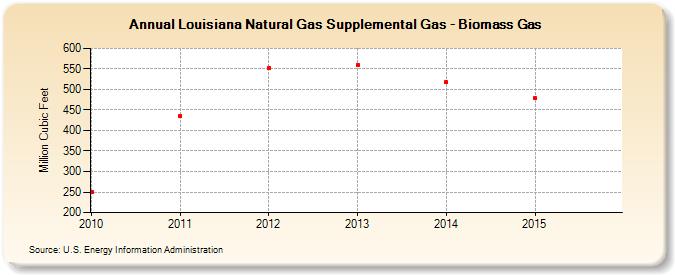 Annual Louisiana Natural Gas Supplemental Gas - Biomass Gas
Million Cubic Feet
600
550
500
450
400
350
300
250
200
2010 2011 2012 2013 2014 2015
Source: U.S. Energy Information Administration